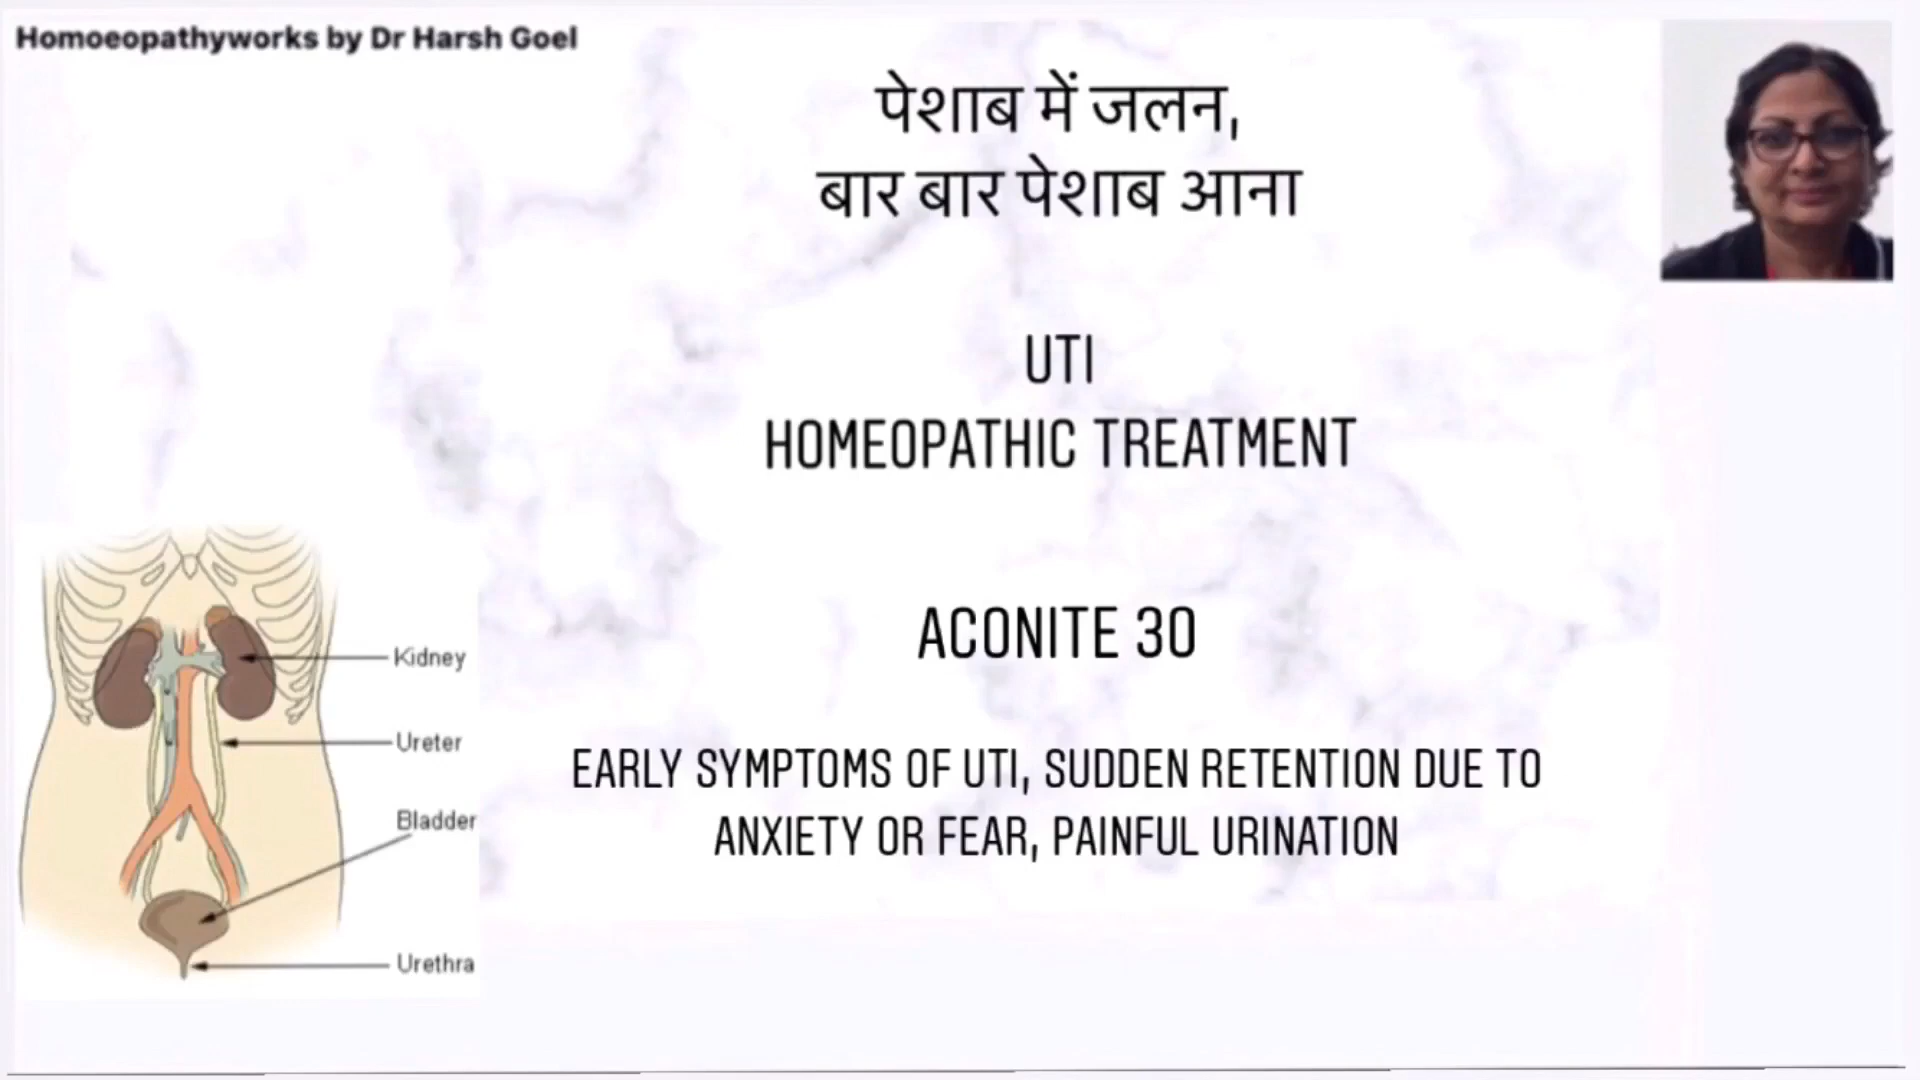 Homoeopathyworks by Dr Harsh Goel
पेशाब में जलन,
बार बार पेशाब आना
UTI
HOMEOPATHIC TREATMENT
ACONITE 30
EARLY SYMPTOMS OF UTI, SUDDEN RETENTION DUE TO
ANXIETY OR FEAR, PAINFUL URINATION
Kidney
Ureter
Bladder
Urethra